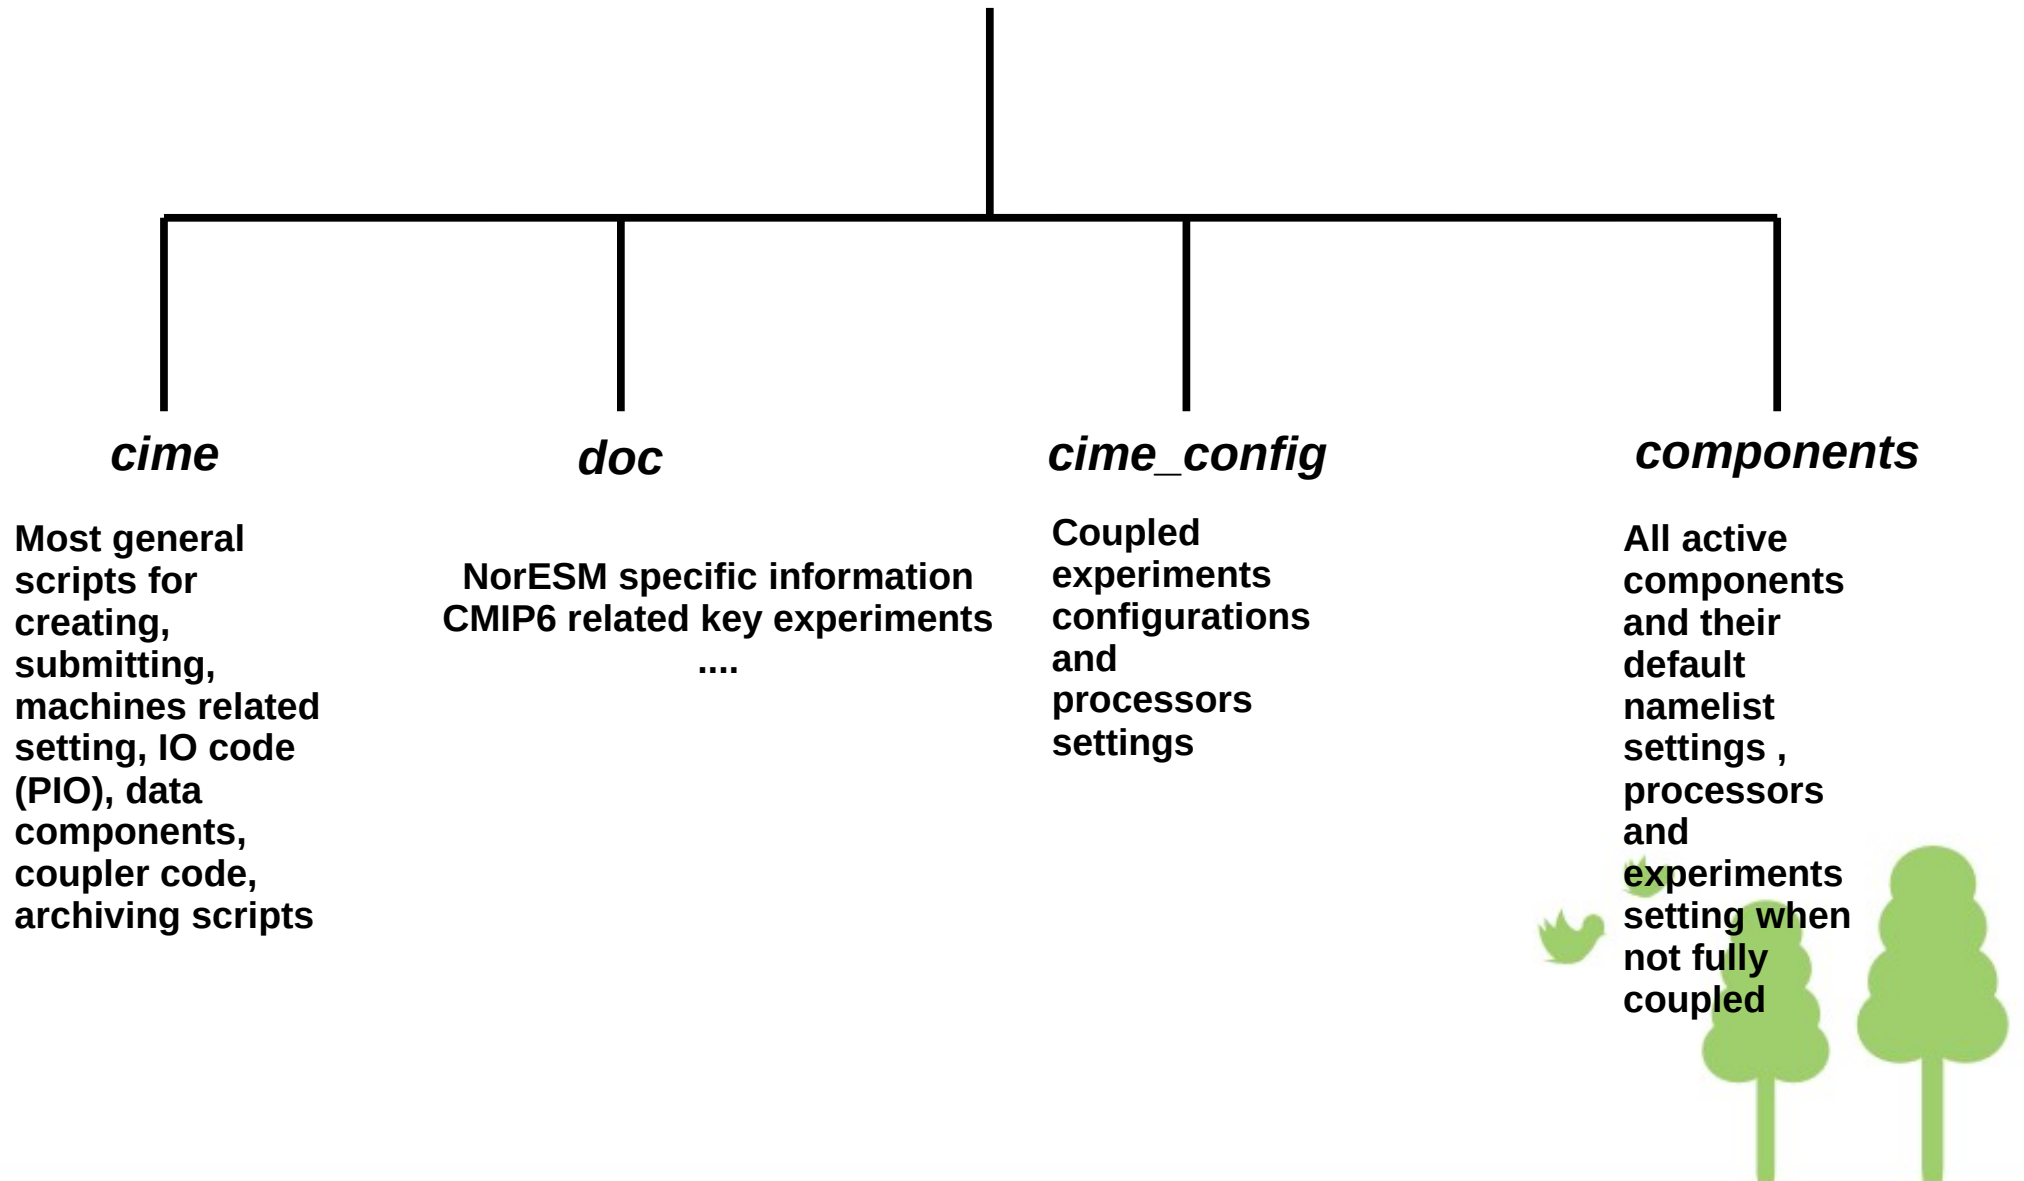 cime
Most general
scripts for
creating,
submitting,
machines related
setting, IO code
(PIO), data
components,
coupler code,
archiving scripts
doc
NorESM specific information
CMIP6 related key experiments
....
cime_config
Coupled
experiments
configurations
and
processors
settings
components
All active
components
and their
default
namelist
settings ,
processors
and
experiments
setting when
not fully
coupled